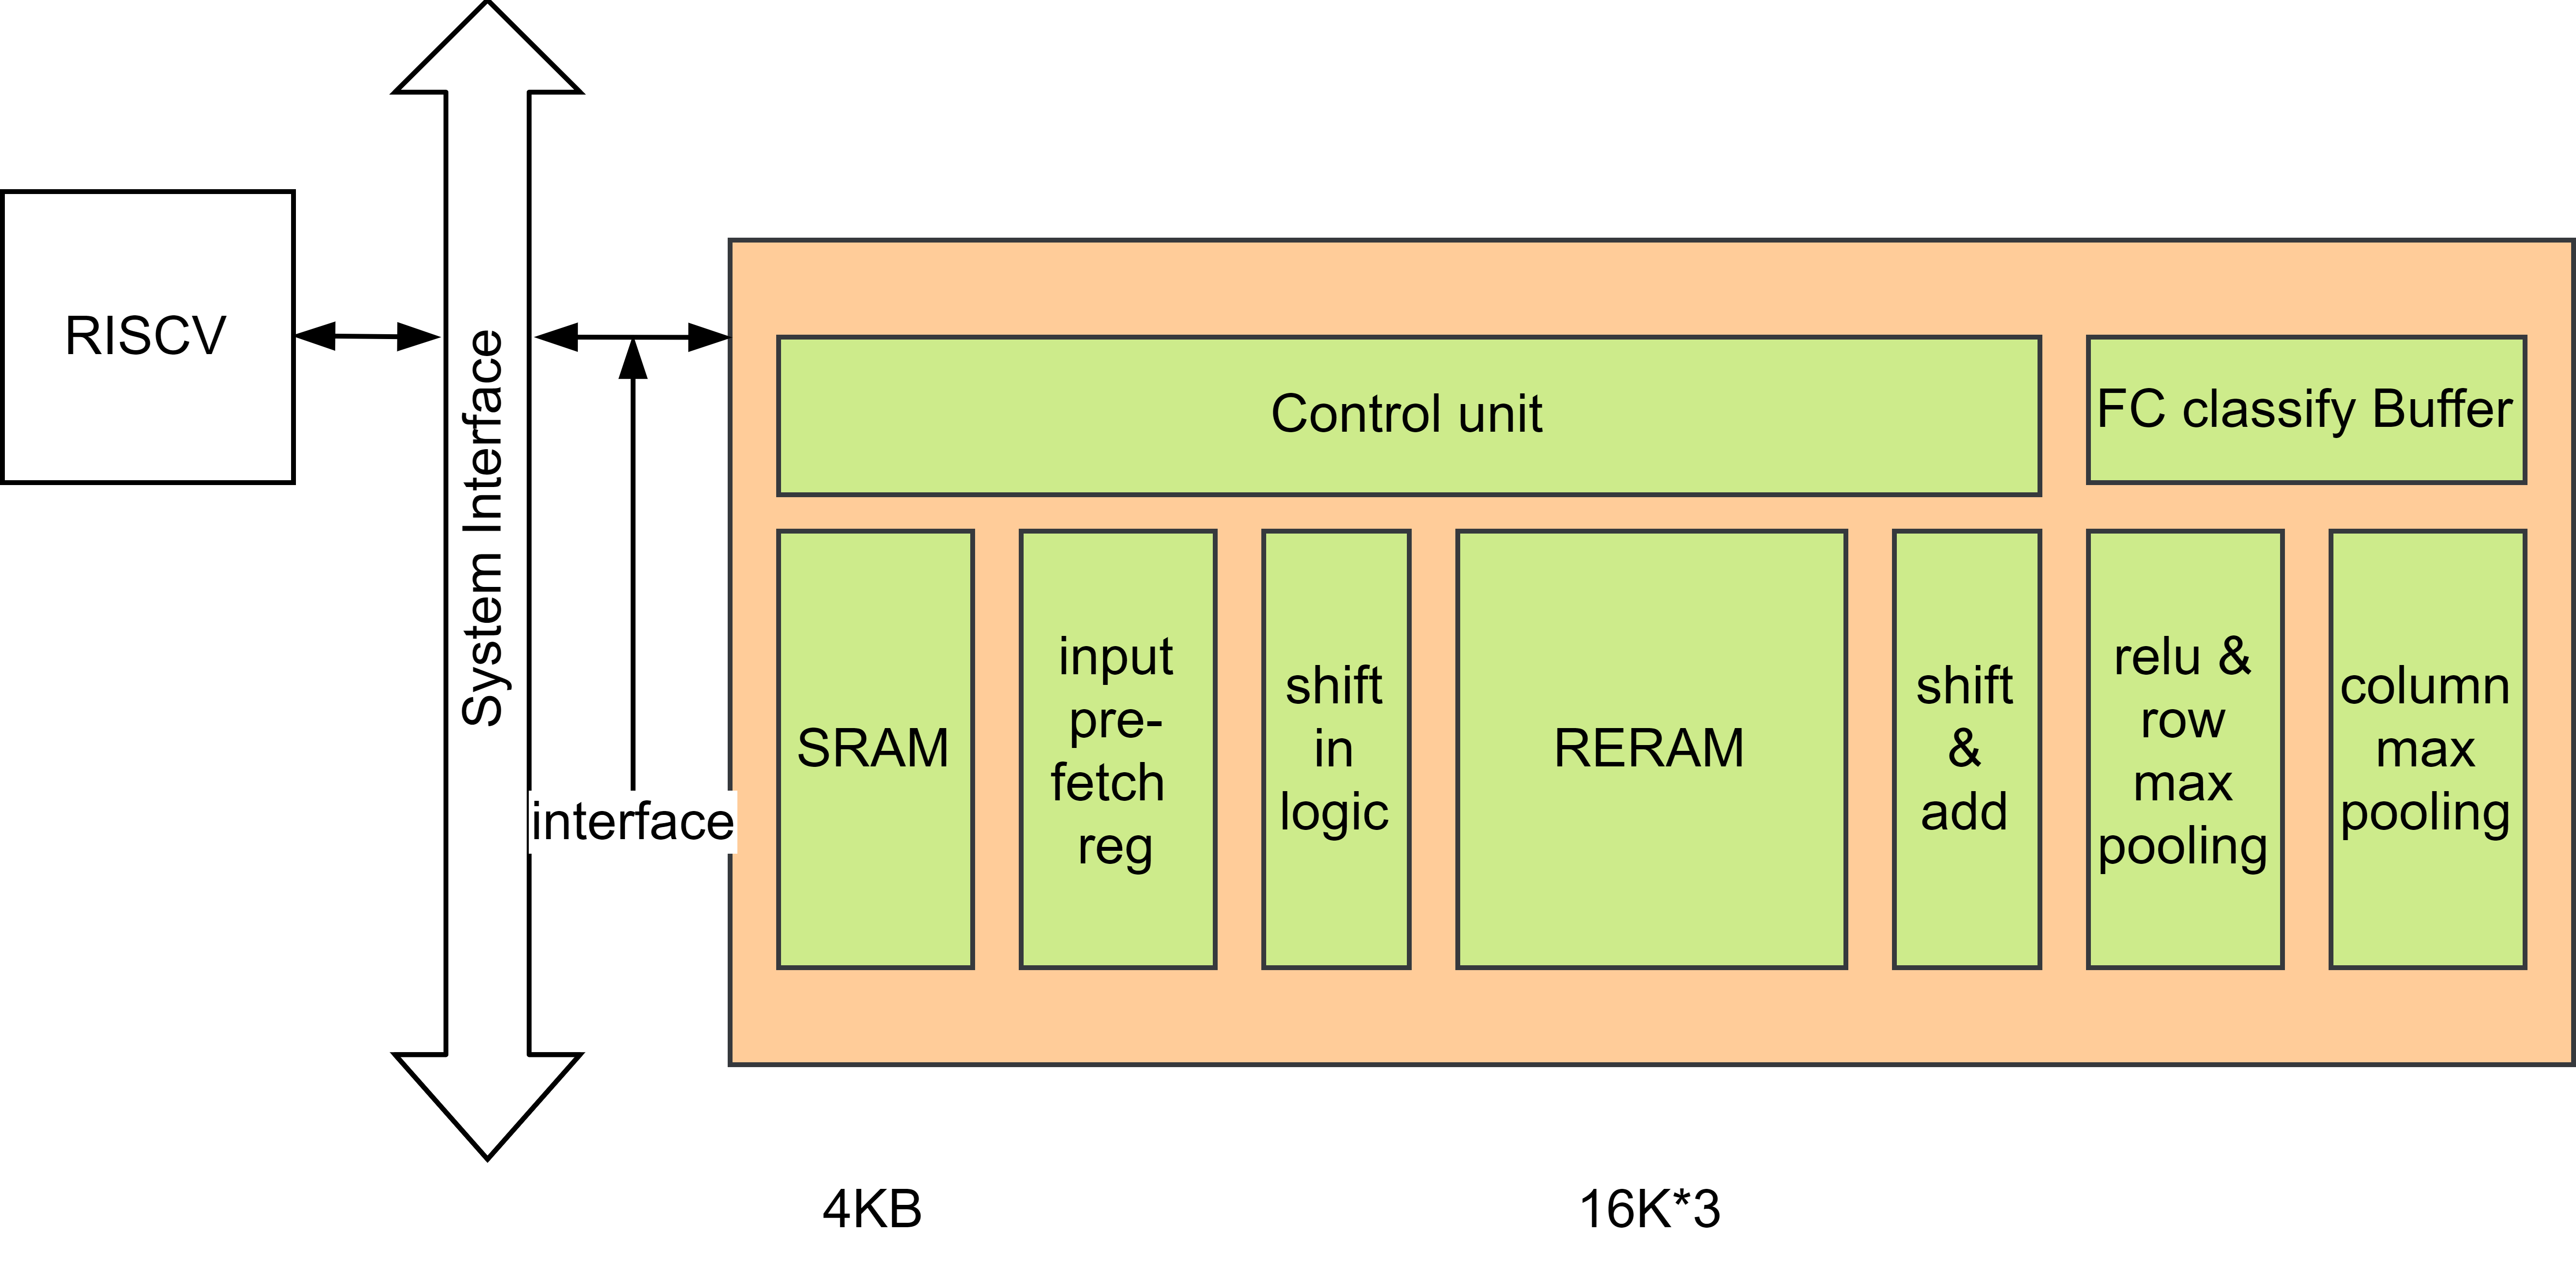 RISCV
System Interface
interface
Control unit
FC classify Buffer
SRAM
input
pre-
fetch
reg
shift
in
logic
RERAM
shift
&
add
relu &
row
max
pooling
column
max
pooling
4KB
16K*3